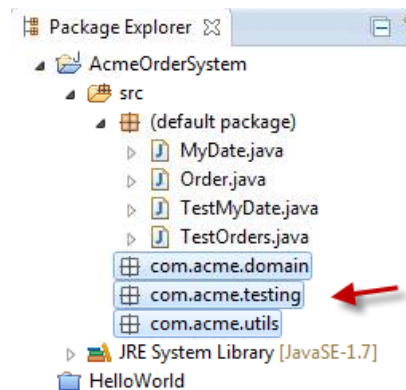 Package Explorer
AcmeOrderSystem
src
(default package)
MyDate.java
Order.java
TestMyDate.java
TestOrders.java
com.acme.domain
com.acme.testing
com.acme.utils
JRE System Library [JavaSE-1.7]
HelloWorld